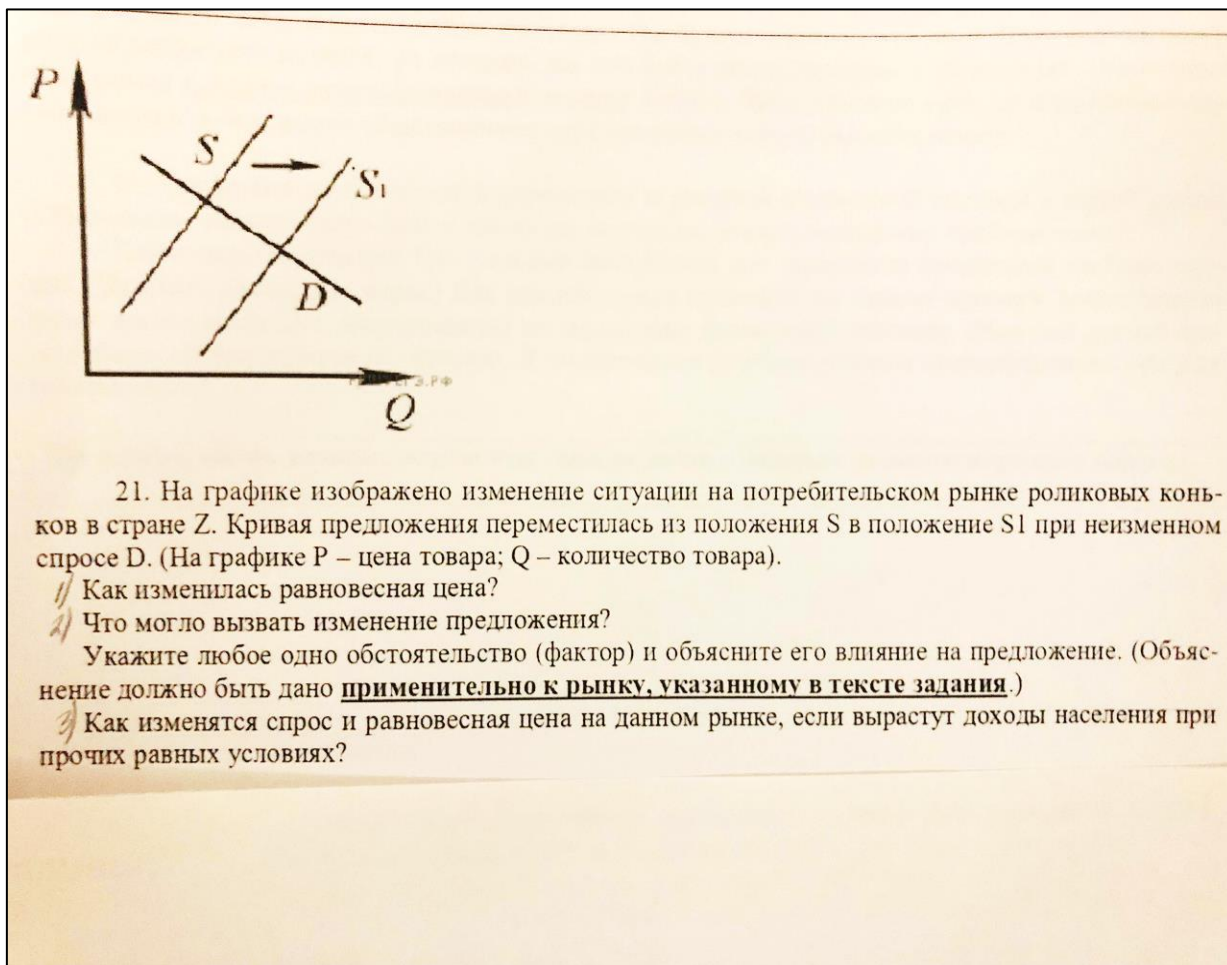 P
S
S1
D
Q
21. На графике изображено изменение ситуации на потребительском рынке роликовых конь-
ков в стране Z. Кривая предложения переместилась из положения S в положение S1 при неизменном
спросе D. (На графике P – цена товара; Q – количество товара).
1) Как изменилась равновесная цена?
2) Что могло вызвать изменение предложения?
Укажите любое одно обстоятельство (фактор) и объясните его влияние на предложение. (Объяс-
нение должно быть дано применительно к рынку, указанному в тексте задания.)
3) Как изменятся спрос и равновесная цена на данном рынке, если вырастут доходы населения при
прочих равных условиях?